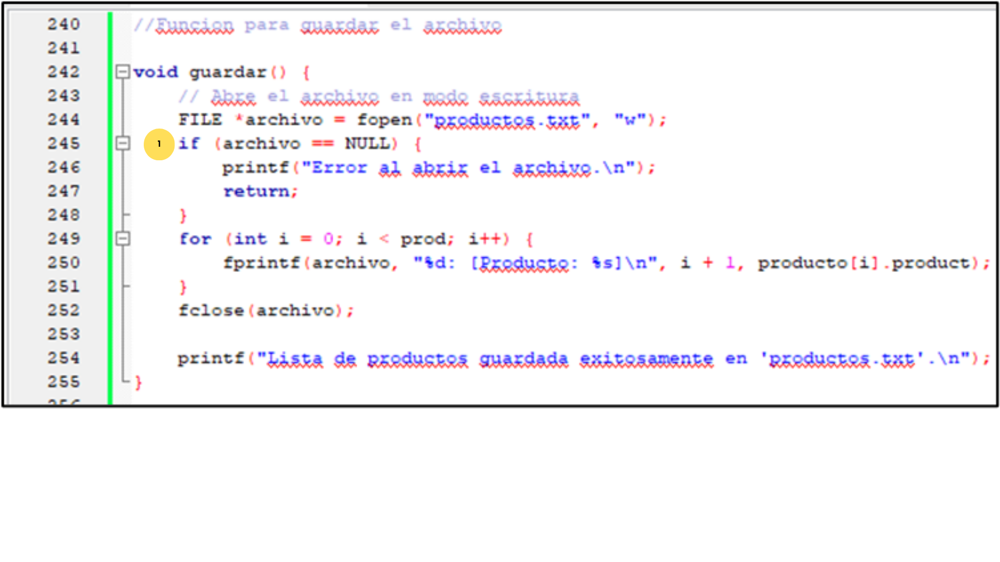 240 //Funcion para guardar el archivo
241
242 void guardar() {
243 // Abre el archivo en modo escritura
244 FILE *archivo = fopen("productos.txt", "w");
245 1 if (archivo == NULL) {
246 printf("Error al abrir el archivo.\n");
247 return;
248 }
249 for (int i = 0; i < prod; i++) {
250 fprintf(archivo, "%d: [Producto: %s]\n", i + 1, producto[i].product);
251 }
252 fclose(archivo);
253
254 printf("Lista de productos guardada exitosamente en 'productos.txt'.\n");
255 }